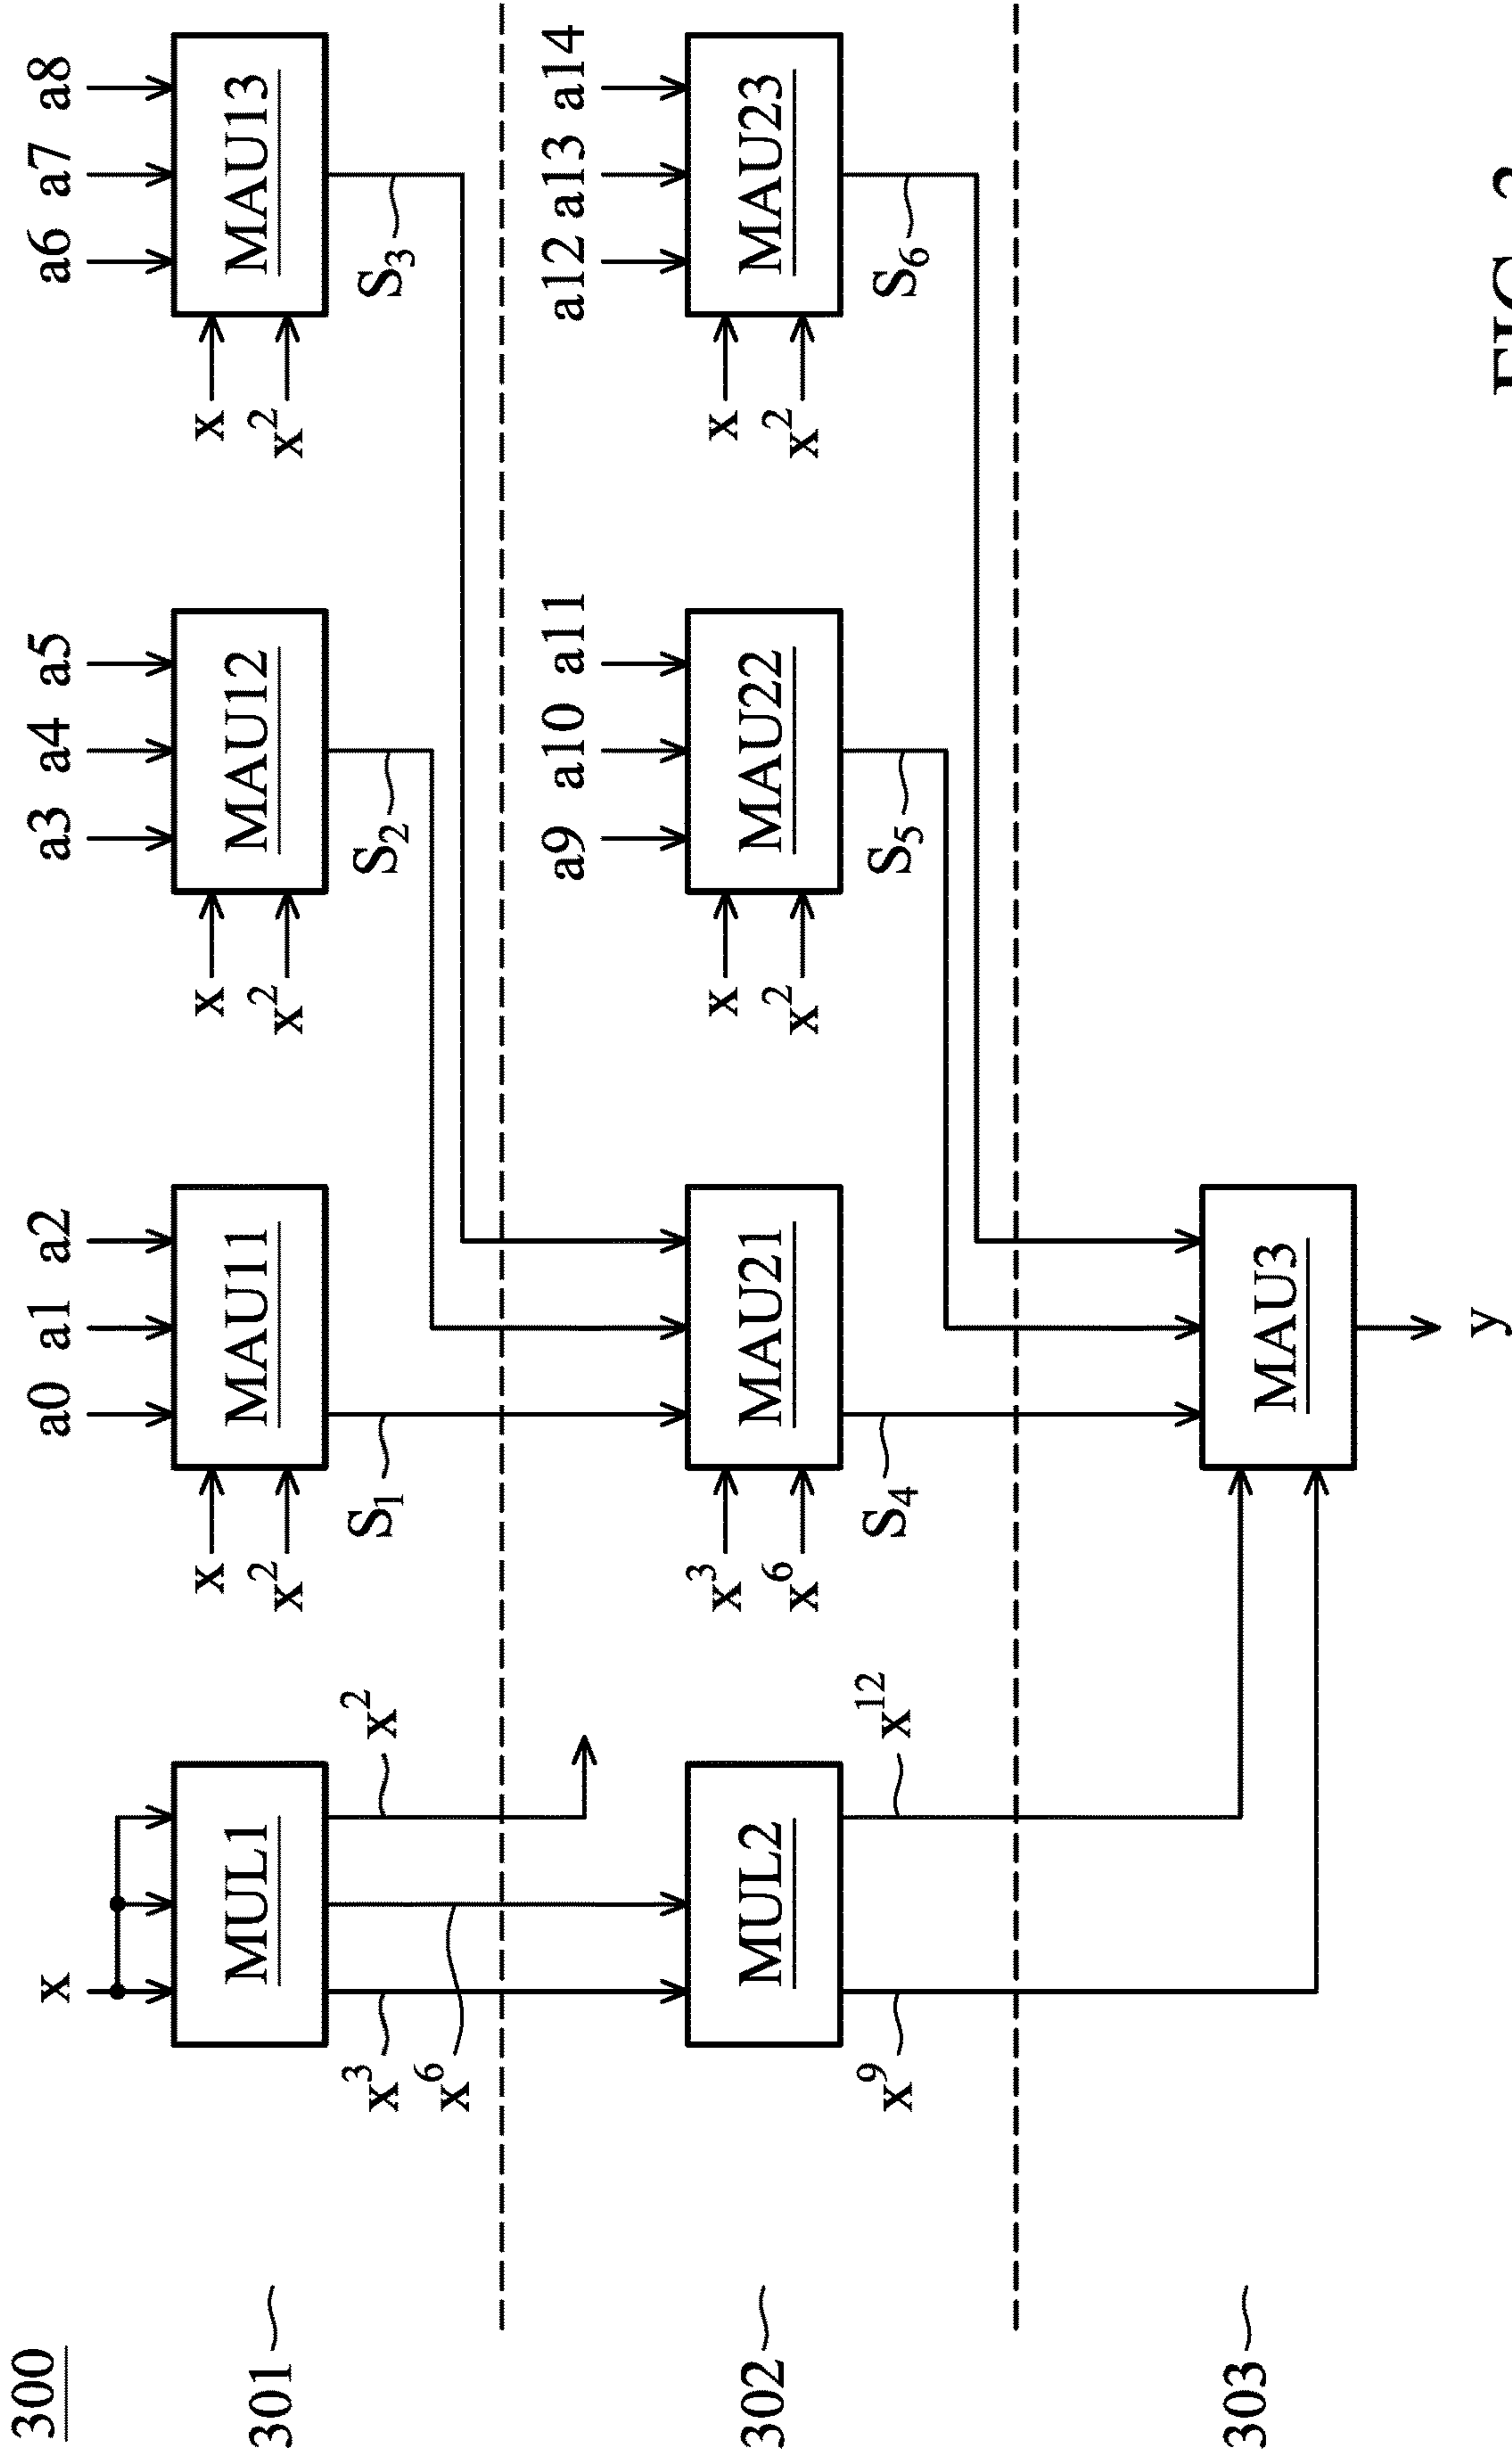 300
x
a0 a1 a2
a3 a4 a5
a6 a7 a8
301
MUL1
x
x²
MAU11
x
x²
MAU12
x
x²
MAU13
x³
x⁶
x²
S₁
S₂
S₃
a9 a10 a11
a12 a13 a14
302
MUL2
x³
x⁶
MAU21
x
x²
MAU22
x
x²
MAU23
x⁹
x¹²
S₄
S₅
S₆
303
MAU3
y
FIG.